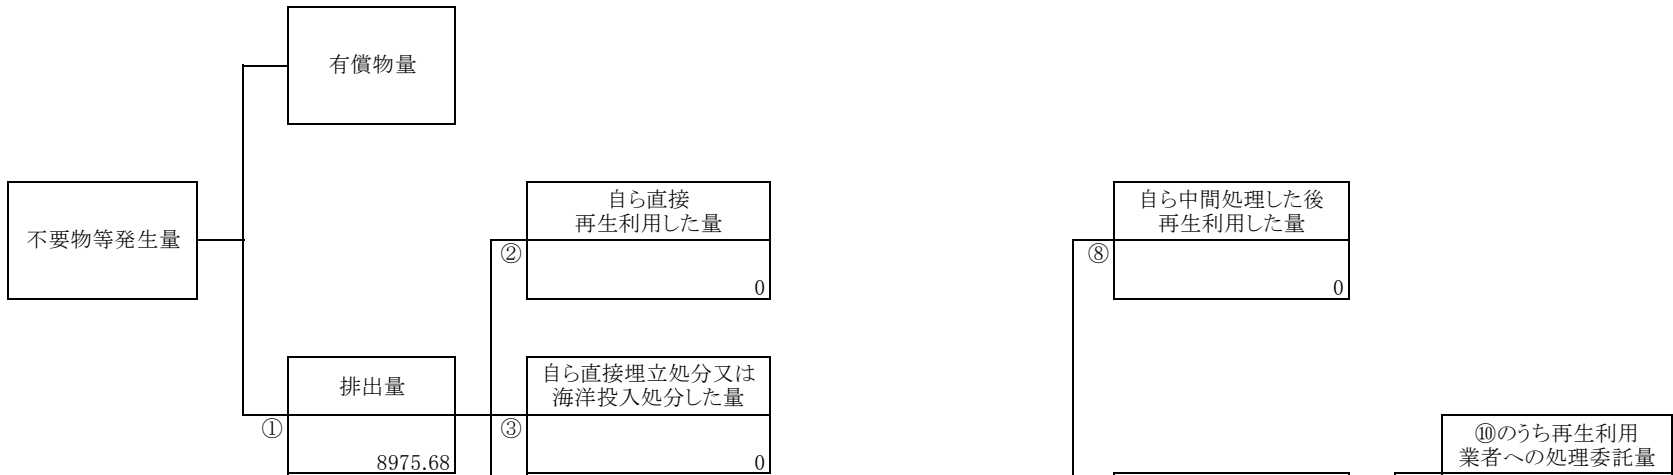 有償物量
不要物等発生量
自ら直接
再生利用した量
②
0
自ら中間処理した後
再生利用した量
⑧
0
排出量
①
8975.68
自ら直接埋立処分又は
海洋投入処分した量
③
0
⑩のうち再生利用
業者への処理委託量